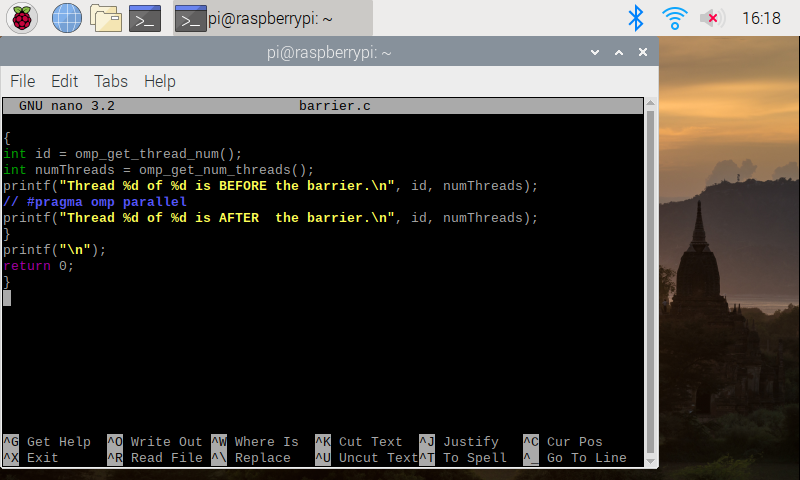 pi@raspberrypi: ~
16:18
pi@raspberrypi: ~
File Edit Tabs Help
GNU nano 3.2 barrier.c
{
int id = omp_get_thread_num();
int numThreads = omp_get_num_threads();
printf("Thread %d of %d is BEFORE the barrier.\n", id, numThreads);
// #pragma omp parallel
printf("Thread %d of %d is AFTER  the barrier.\n", id, numThreads);
}
printf("\n");
return 0;
}
^G Get Help ^O Write Out ^W Where Is ^K Cut Text ^J Justify ^C Cur Pos
^X Exit ^R Read File ^\ Replace ^U Uncut Text ^T To Spell ^_ Go To Line